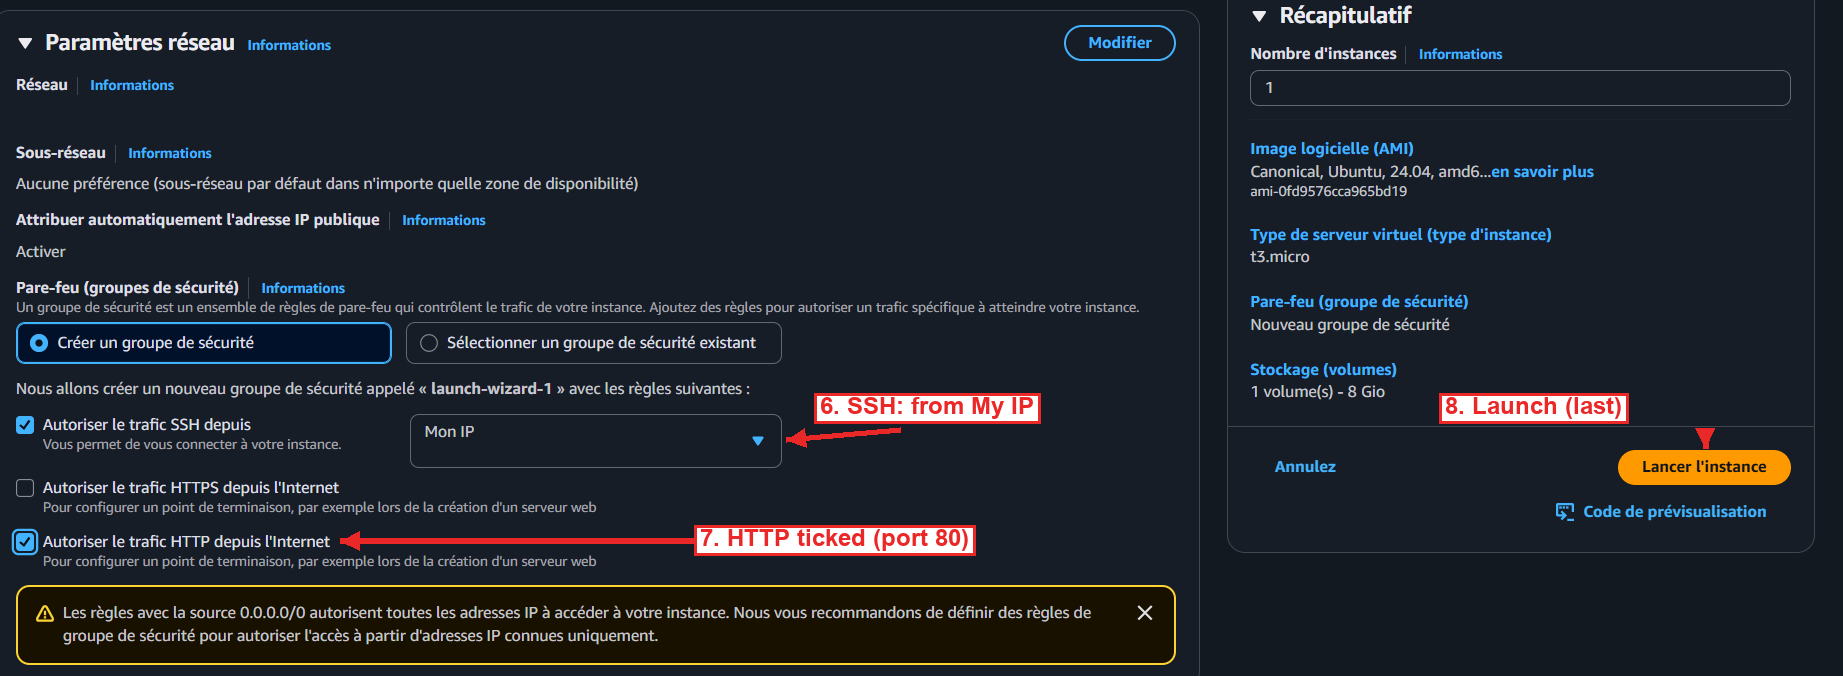 Paramètres réseau Informations
Modifier
Réseau Informations
Sous-réseau Informations
Aucune préférence (sous-réseau par défaut dans n'importe quelle zone de disponibilité)
Attribuer automatiquement l'adresse IP publique Informations
Activer
Pare-feu (groupes de sécurité) Informations
Un groupe de sécurité est un ensemble de règles de pare-feu qui contrôlent le trafic de votre instance. Ajoutez des règles pour autoriser un trafic spécifique à atteindre votre instance.
Créer un groupe de sécurité
Sélectionner un groupe de sécurité existant
Nous allons créer un nouveau groupe de sécurité appelé « launch-wizard-1 » avec les règles suivantes :
Autoriser le trafic SSH depuis
Vous permet de vous connecter à votre instance.
Mon IP
6. SSH: from My IP
Autoriser le trafic HTTPS depuis l'Internet
Pour configurer un point de terminaison, par exemple lors de la création d'un serveur web
Autoriser le trafic HTTP depuis l'Internet
7. HTTP ticked (port 80)
Pour configurer un point de terminaison, par exemple lors de la création d'un serveur web
Les règles avec la source 0.0.0.0/0 autorisent toutes les adresses IP à accéder à votre instance. Nous vous recommandons de définir des règles de
groupe de sécurité pour autoriser l'accès à partir d'adresses IP connues uniquement.
Récapitulatif
Nombre d'instances Informations
1
Image logicielle (AMI)
Canonical, Ubuntu, 24.04, amd6...en savoir plus
ami-0fd9576cca965bd19
Type de serveur virtuel (type d'instance)
t3.micro
Pare-feu (groupe de sécurité)
Nouveau groupe de sécurité
Stockage (volumes)
1 volume(s) - 8 Gio
8. Launch (last)
Annulez
Lancer l'instance
Code de prévisualisation